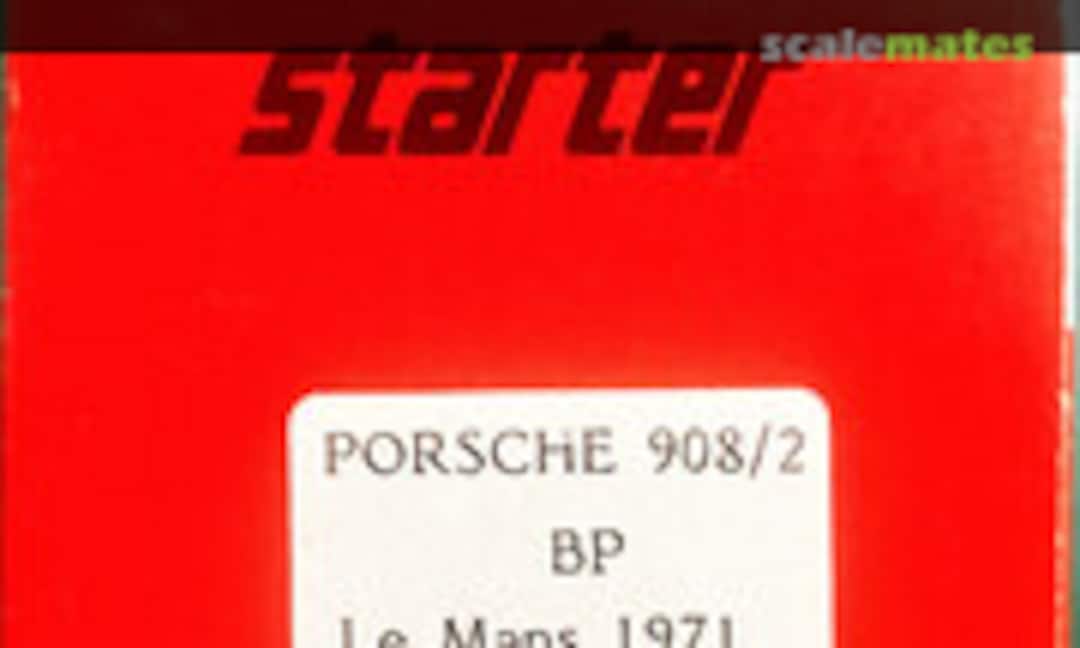 scalemates
starter
PORSCHE 908/2
BP
Le Mans 1971